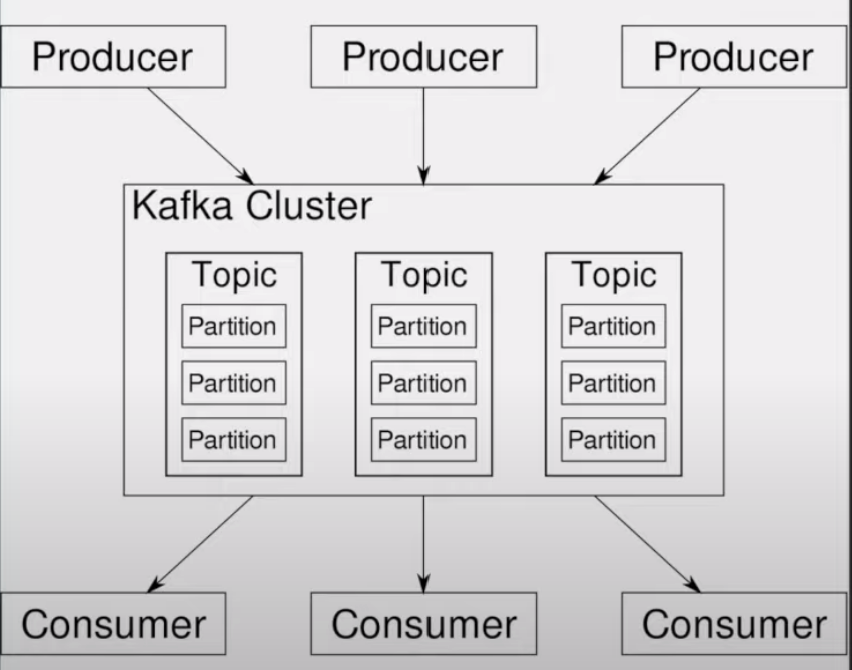 Producer
Producer
Producer
Kafka Cluster
Topic
Topic
Topic
Partition
Partition
Partition
Partition
Partition
Partition
Partition
Partition
Partition
Consumer
Consumer
Consumer